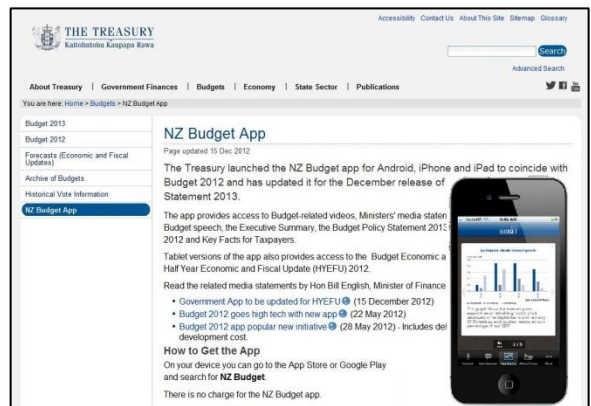 Accessibility Contact Us About This Site Sitemap Glossary
THE TREASURY
Kaitohutohu Kaupapa Rawa
Search
Advanced Search
About Treasury | Government Finances | Budgets | Economy | State Sector | Publications
You are here: Home > Budgets > NZ Budget App
Budget 2013
Budget 2012
Forecasts (Economic and Fiscal
Updates)
Archive of Budgets
Historical Vote Information
NZ Budget App
NZ Budget App
Page updated 15 Dec 2012
The Treasury launched the NZ Budget app for Android, iPhone and iPad to coincide with
Budget 2012 and has updated it for the December release of
Statement 2013.
The app provides access to Budget-related videos, Ministers' media staten
Budget speech, the Executive Summary, the Budget Policy Statement 2013
2012 and Key Facts for Taxpayers.
Tablet versions of the app also provides access to the Budget Economic a
Half Year Economic and Fiscal Update (HYEFU) 2012.
Read the related media statements by Hon Bill English, Minister of Finance
• Government App to be updated for HYEFU (15 December 2012)
• Budget 2012 goes high tech with new app (22 May 2012)
• Budget 2012 app popular new initiative (28 May 2012) - Includes det
development cost.
How to Get the App
On your device you can go to the App Store or Google Play
and search for NZ Budget.
There is no charge for the NZ Budget app.
BUDGET
2 / 5